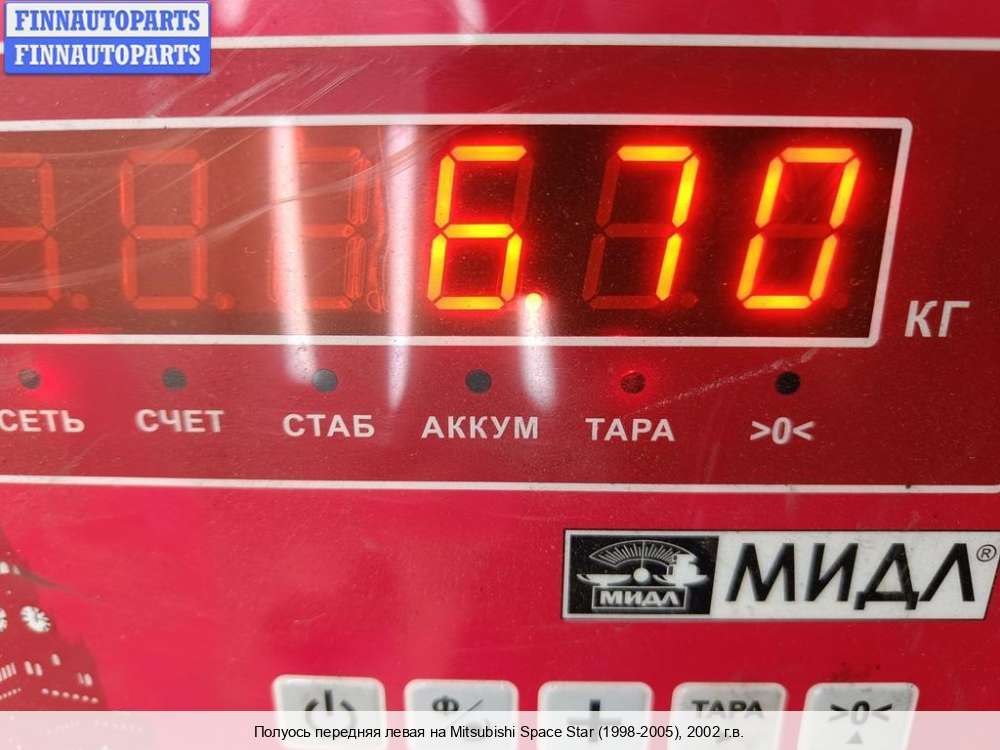 FINNAUTOPARTS
FINNAUTOPARTS
6.70
КГ
СЕТЬ СЧЕТ СТАБ АККУМ ТАРА >0<
МИДЛ МИДЛ®
Ф ТАРА >0<
Полуось передняя левая на Mitsubishi Space Star (1998-2005), 2002 г.в.